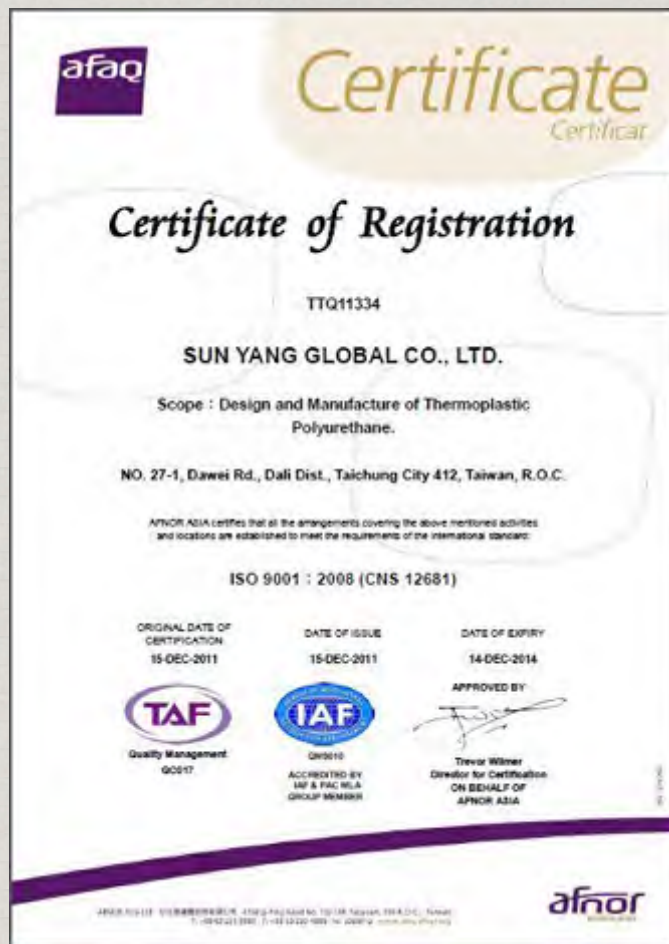 afaq
Certificate
Certificat
Certificate of Registration
TTQ11334
SUN YANG GLOBAL CO., LTD.
Scope : Design and Manufacture of Thermoplastic
Polyurethane.
NO. 27-1, Dawei Rd., Dali Dist., Taichung City 412, Taiwan, R.O.C.
AFNOR ASIA certifies that all the arrangements covering the above mentioned activities
and locations are established to meet the requirements of the international standard:
ISO 9001 : 2008 (CNS 12681)
ORIGINAL DATE OF
CERTIFICATION
15-DEC-2011
DATE OF ISSUE
15-DEC-2011
DATE OF EXPIRY
14-DEC-2014
TAF
Quality Management
QC017
IAF
ACCREDITED BY
IAF & PAC MLA
GROUP MEMBER
APPROVED BY
Trevor Wilmer
Director for Certification
ON BEHALF OF
AFNOR ASIA
afnor